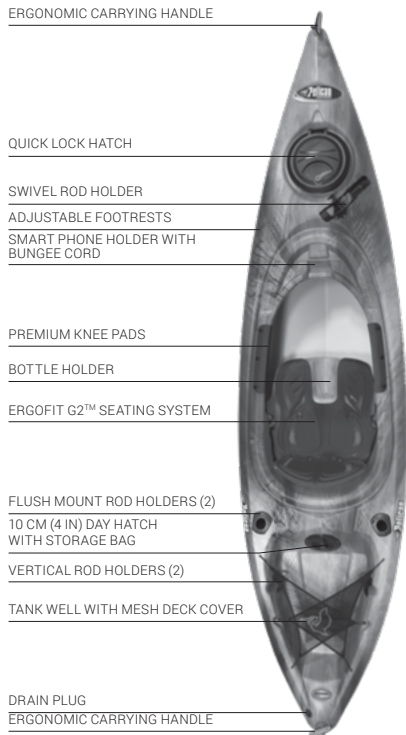 ERGONOMIC CARRYING HANDLE
Pelican
QUICK LOCK HATCH
SWIVEL ROD HOLDER
ADJUSTABLE FOOTRESTS
SMART PHONE HOLDER WITH
BUNGEE CORD
PREMIUM KNEE PADS
BOTTLE HOLDER
ERGOFIT G2™ SEATING SYSTEM
FLUSH MOUNT ROD HOLDERS (2)
10 CM (4 IN) DAY HATCH
WITH STORAGE BAG
VERTICAL ROD HOLDERS (2)
TANK WELL WITH MESH DECK COVER
DRAIN PLUG
ERGONOMIC CARRYING HANDLE